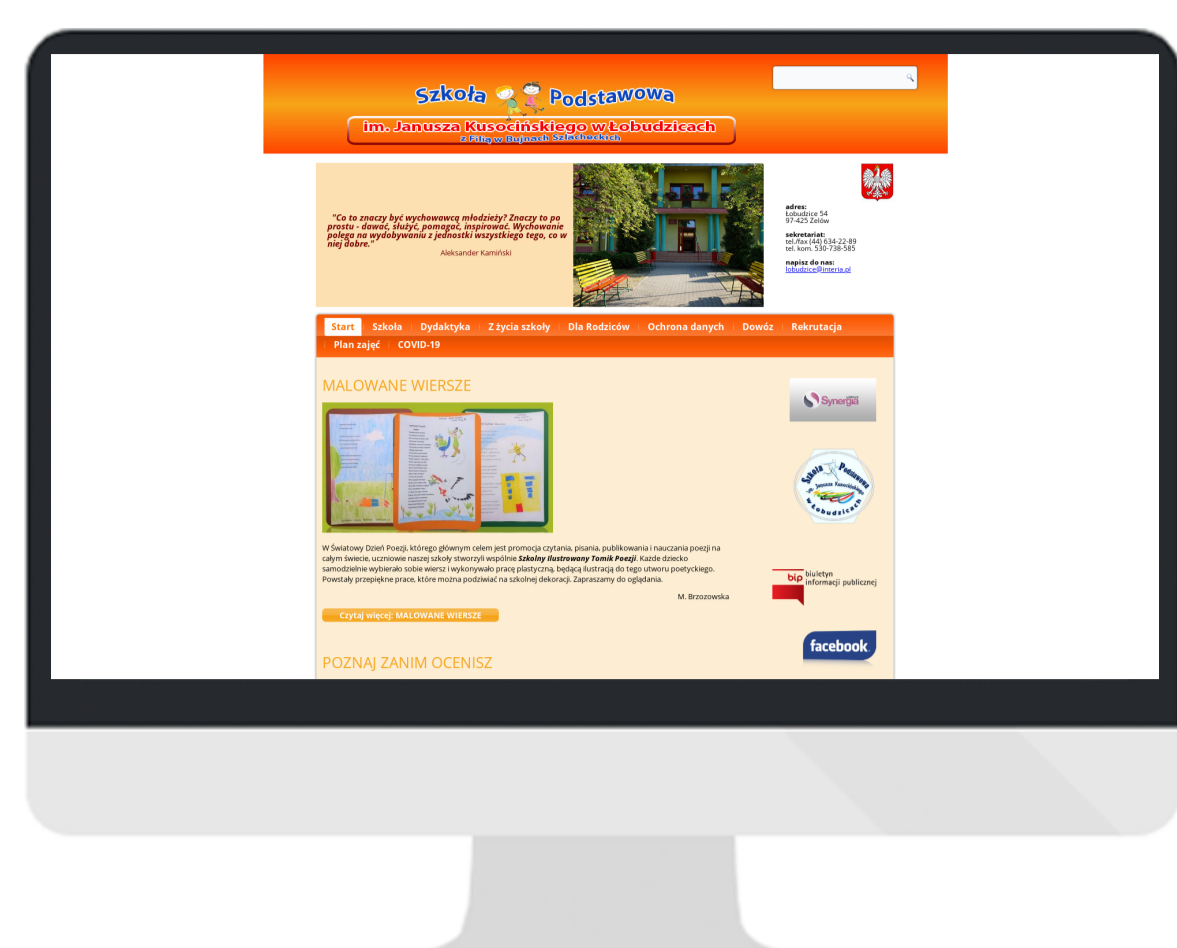 Szkoła Podstawowa
im. Janusza Kusocińskiego w Łobudzicach
z Filią w Bujnach Szlacheckich
"Co to znaczy być wychowawcą młodzieży? Znaczy to po
prostu - dawać, służyć, pomagać, inspirować. Wychowanie
polega na wydobywaniu z jednostki wszystkiego tego, co w
niej dobre."
Aleksander Kamiński
adres:
Łobudzice 54
97-425 Zelów
sekretariat:
tel./fax (44) 634-22-89
tel. kom. 530-738-585
napisz do nas:
lobudzice@interia.pl
Start Szkoła Dydaktyka Z życia szkoły Dla Rodziców Ochrona danych Dowóz Rekrutacja
Plan zajęć COVID-19
MALOWANE WIERSZE
W Światowy Dzień Poezji, którego głównym celem jest promocja czytania, pisania, publikowania i nauczania poezji na
całym świecie, uczniowie naszej szkoły stworzyli wspólnie Szkolny Ilustrowany Tomik Poezji. Każde dziecko
samodzielnie wybierało sobie wiersz i wykonywało pracę plastyczną, będącą ilustracją do tego utworu poetyckiego.
Powstały przepiękne prace, które można podziwiać na szkolnej dekoracji. Zapraszamy do oglądania.
M. Brzozowska
Czytaj więcej: MALOWANE WIERSZE
POZNAJ ZANIM OCENISZ
Synergia
Szkoła Podstawowa
im. Janusza Kusocińskiego
w Łobudzicach
bip biuletyn
informacji publicznej
facebook